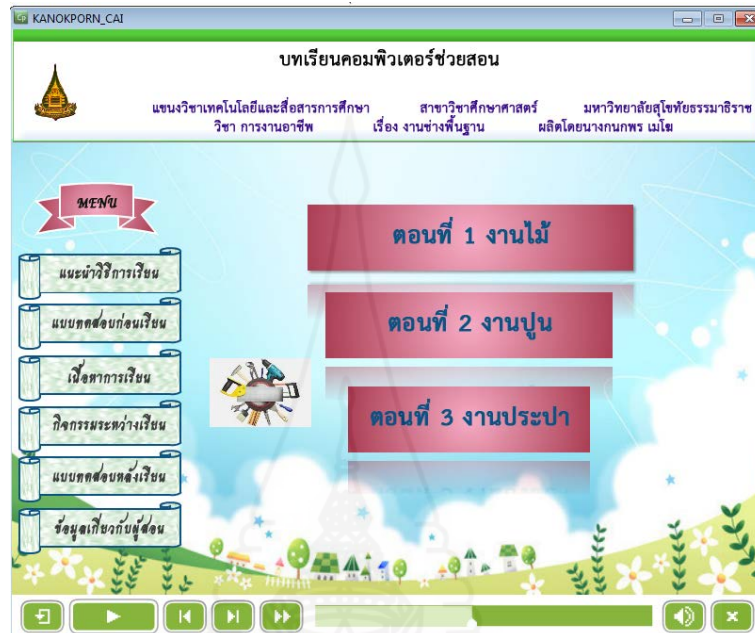 KANOKPORN_CAI
บทเรียนคอมพิวเตอร์ช่วยสอน
แขนงวิชาเทคโนโลยีและสื่อสารการศึกษา สาขาวิชาศึกษาศาสตร์ มหาวิทยาลัยสุโขทัยธรรมาธิราช
วิชา การงานอาชีพ เรื่อง งานช่างพื้นฐาน ผลิตโดยนางกนกพร เมโฆ
MENU
แนะนำวิธีการเรียน
แบบทดสอบก่อนเรียน
เนื้อหาการเรียน
กิจกรรมระหว่างเรียน
แบบทดสอบหลังเรียน
ข้อมูลเกี่ยวกับผู้สอน
ตอนที่ 1 งานไม้
ตอนที่ 2 งานปูน
ตอนที่ 3 งานประปา